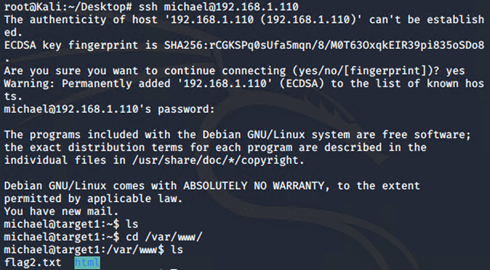 root@Kali:~/Desktop# ssh michael@192.168.1.110
The authenticity of host '192.168.1.110 (192.168.1.110)' can't be establish
ed.
ECDSA key fingerprint is SHA256:rCGKSPq0sUfa5mqn/8/M0T63OxqkEIR39pi835oSDo8
.
Are you sure you want to continue connecting (yes/no/[fingerprint])? yes
Warning: Permanently added '192.168.1.110' (ECDSA) to the list of known hos
ts.
michael@192.168.1.110's password:
The programs included with the Debian GNU/Linux system are free software;
the exact distribution terms for each program are described in the
individual files in /usr/share/doc/*/copyright.
Debian GNU/Linux comes with ABSOLUTELY NO WARRANTY, to the extent
permitted by applicable law.
You have new mail.
michael@target1:~$ ls
michael@target1:~$ cd /var/www/
michael@target1:/var/www$ ls
flag2.txt html